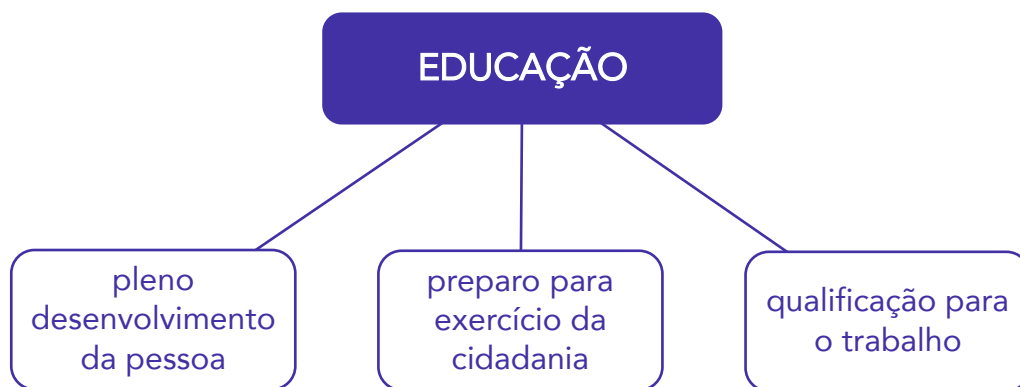 EDUCAÇÃO
pleno
desenvolvimento
da pessoa
preparo para
exercício da
cidadania
qualificação para
o trabalho